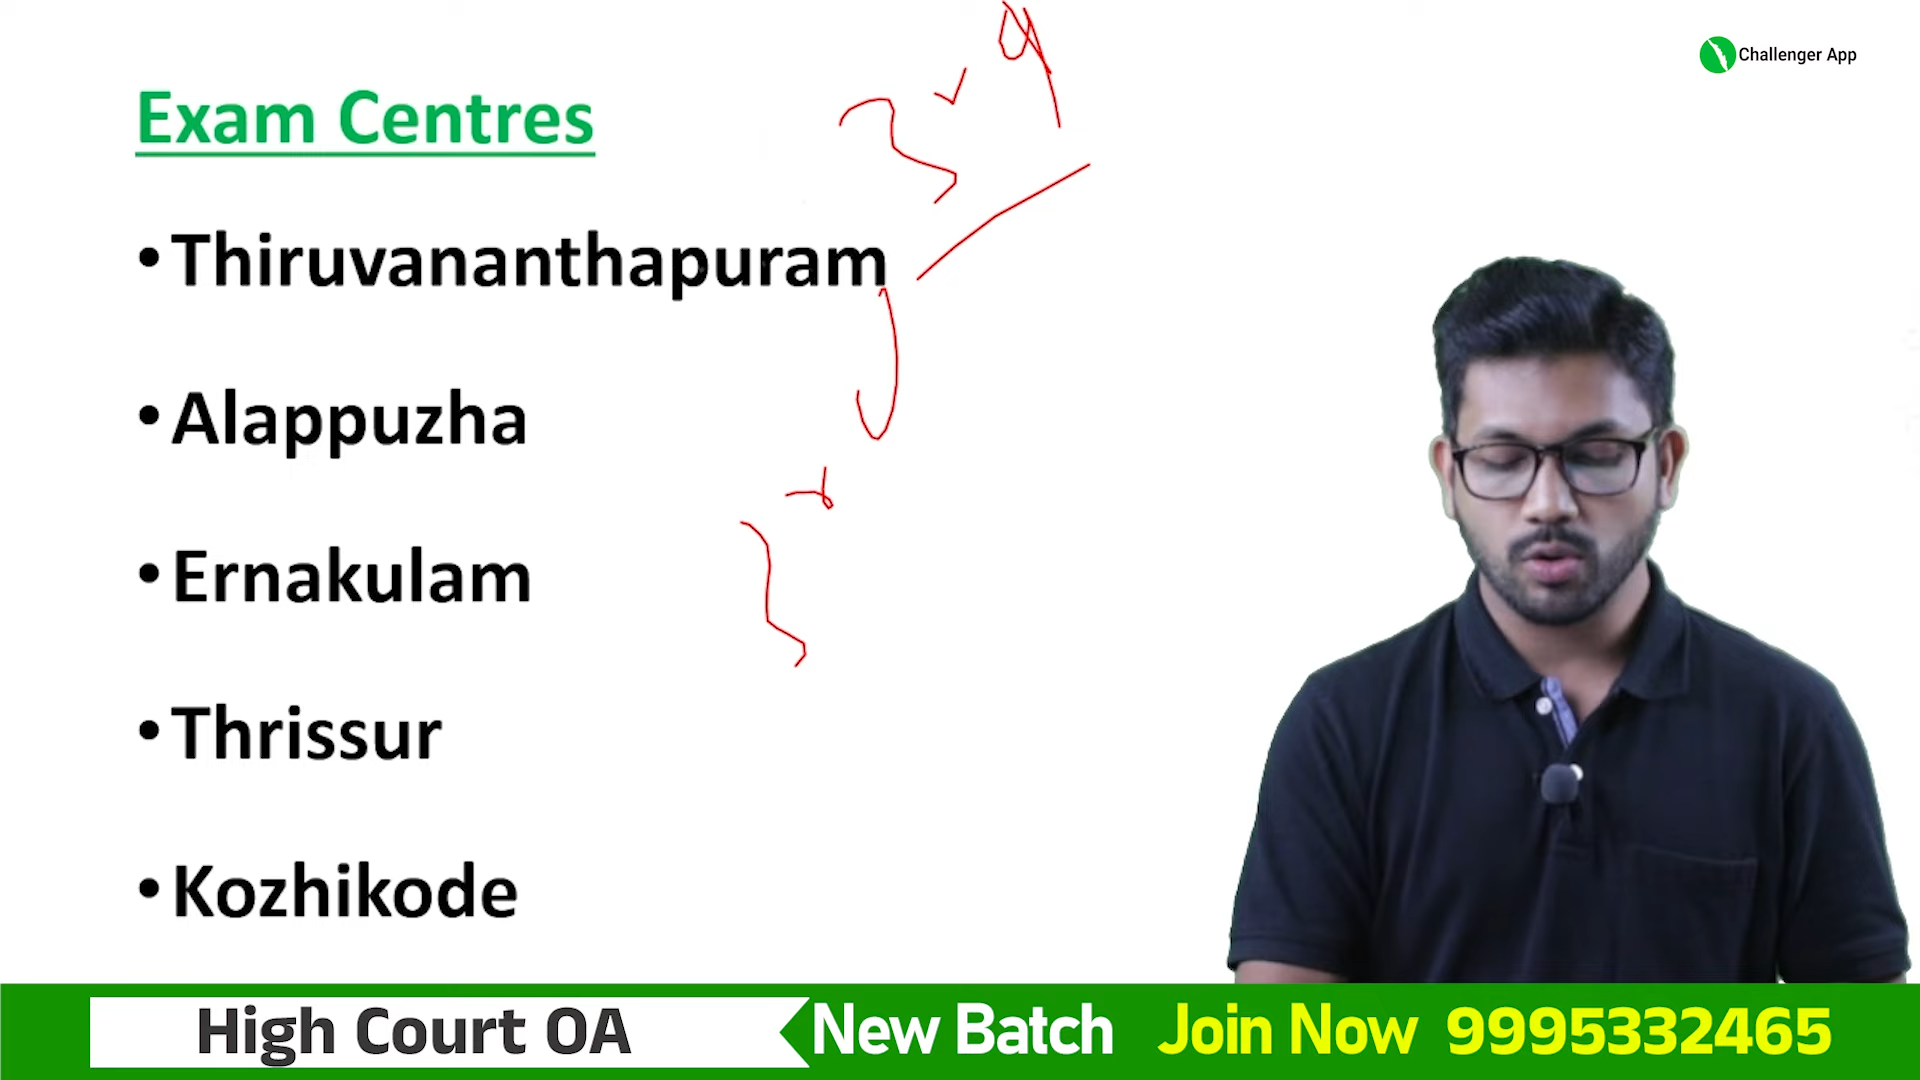 Challenger App
Exam Centres
•Thiruvananthapuram
•Alappuzha
•Ernakulam
•Thrissur
•Kozhikode
High Court OA
New Batch Join Now 9995332465